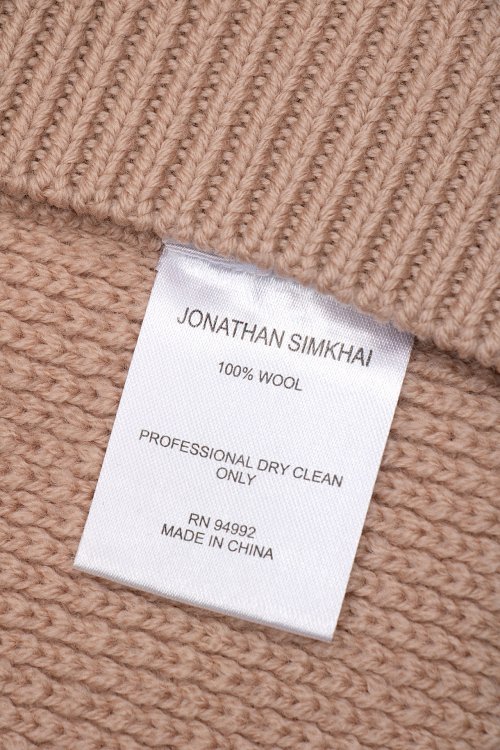 JONATHAN SIMKHAI
100% WOOL
PROFESSIONAL DRY CLEAN
ONLY
RN 94992
MADE IN CHINA